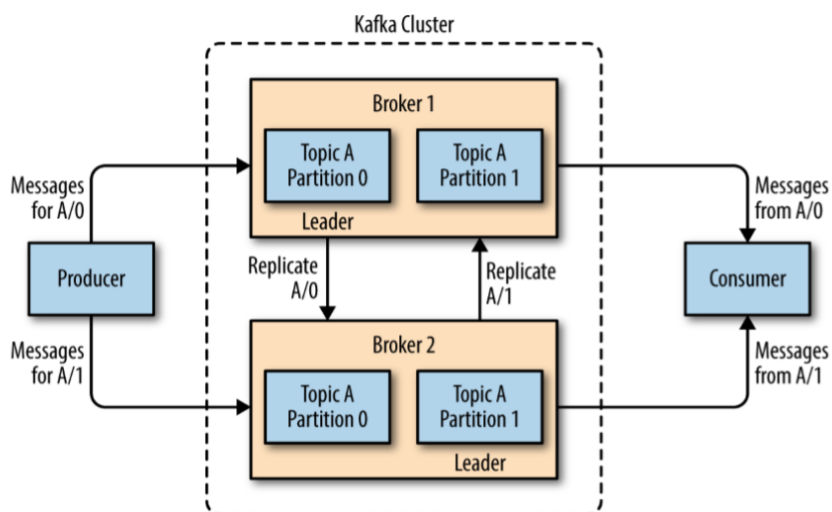 Kafka Cluster
Broker 1
Topic A
Partition 0
Topic A
Partition 1
Leader
Messages
for A/0
Messages
from A/0
Producer
Replicate
A/0
Replicate
A/1
Consumer
Messages
for A/1
Messages
from A/1
Broker 2
Topic A
Partition 0
Topic A
Partition 1
Leader